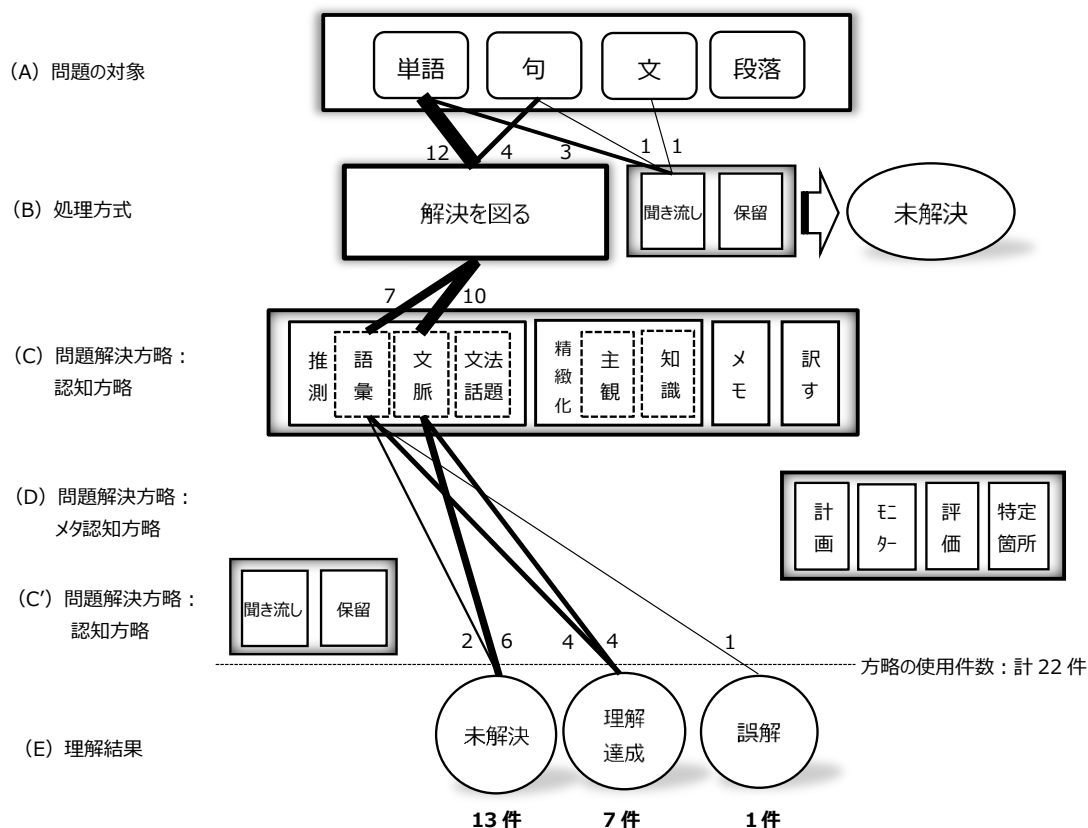 (A) 問題の対象
単語
句
文
段落
12
4
3
1
1
(B) 処理方式
解決を図る
聞き流し
保留
未解決
7
10
(C) 問題解決方略:
認知方略
推測
語彙
文脈
文法
話題
精緻化
主観
知識
メモ
訳す
(D) 問題解決方略:
メタ認知方略
計画
モニター
評価
特定
箇所
(C’) 問題解決方略:
認知方略
聞き流し
保留
2
6
4
4
1
方略の使用件数:計 22 件
(E) 理解結果
未解決
理解
達成
誤解
13 件
7 件
1 件